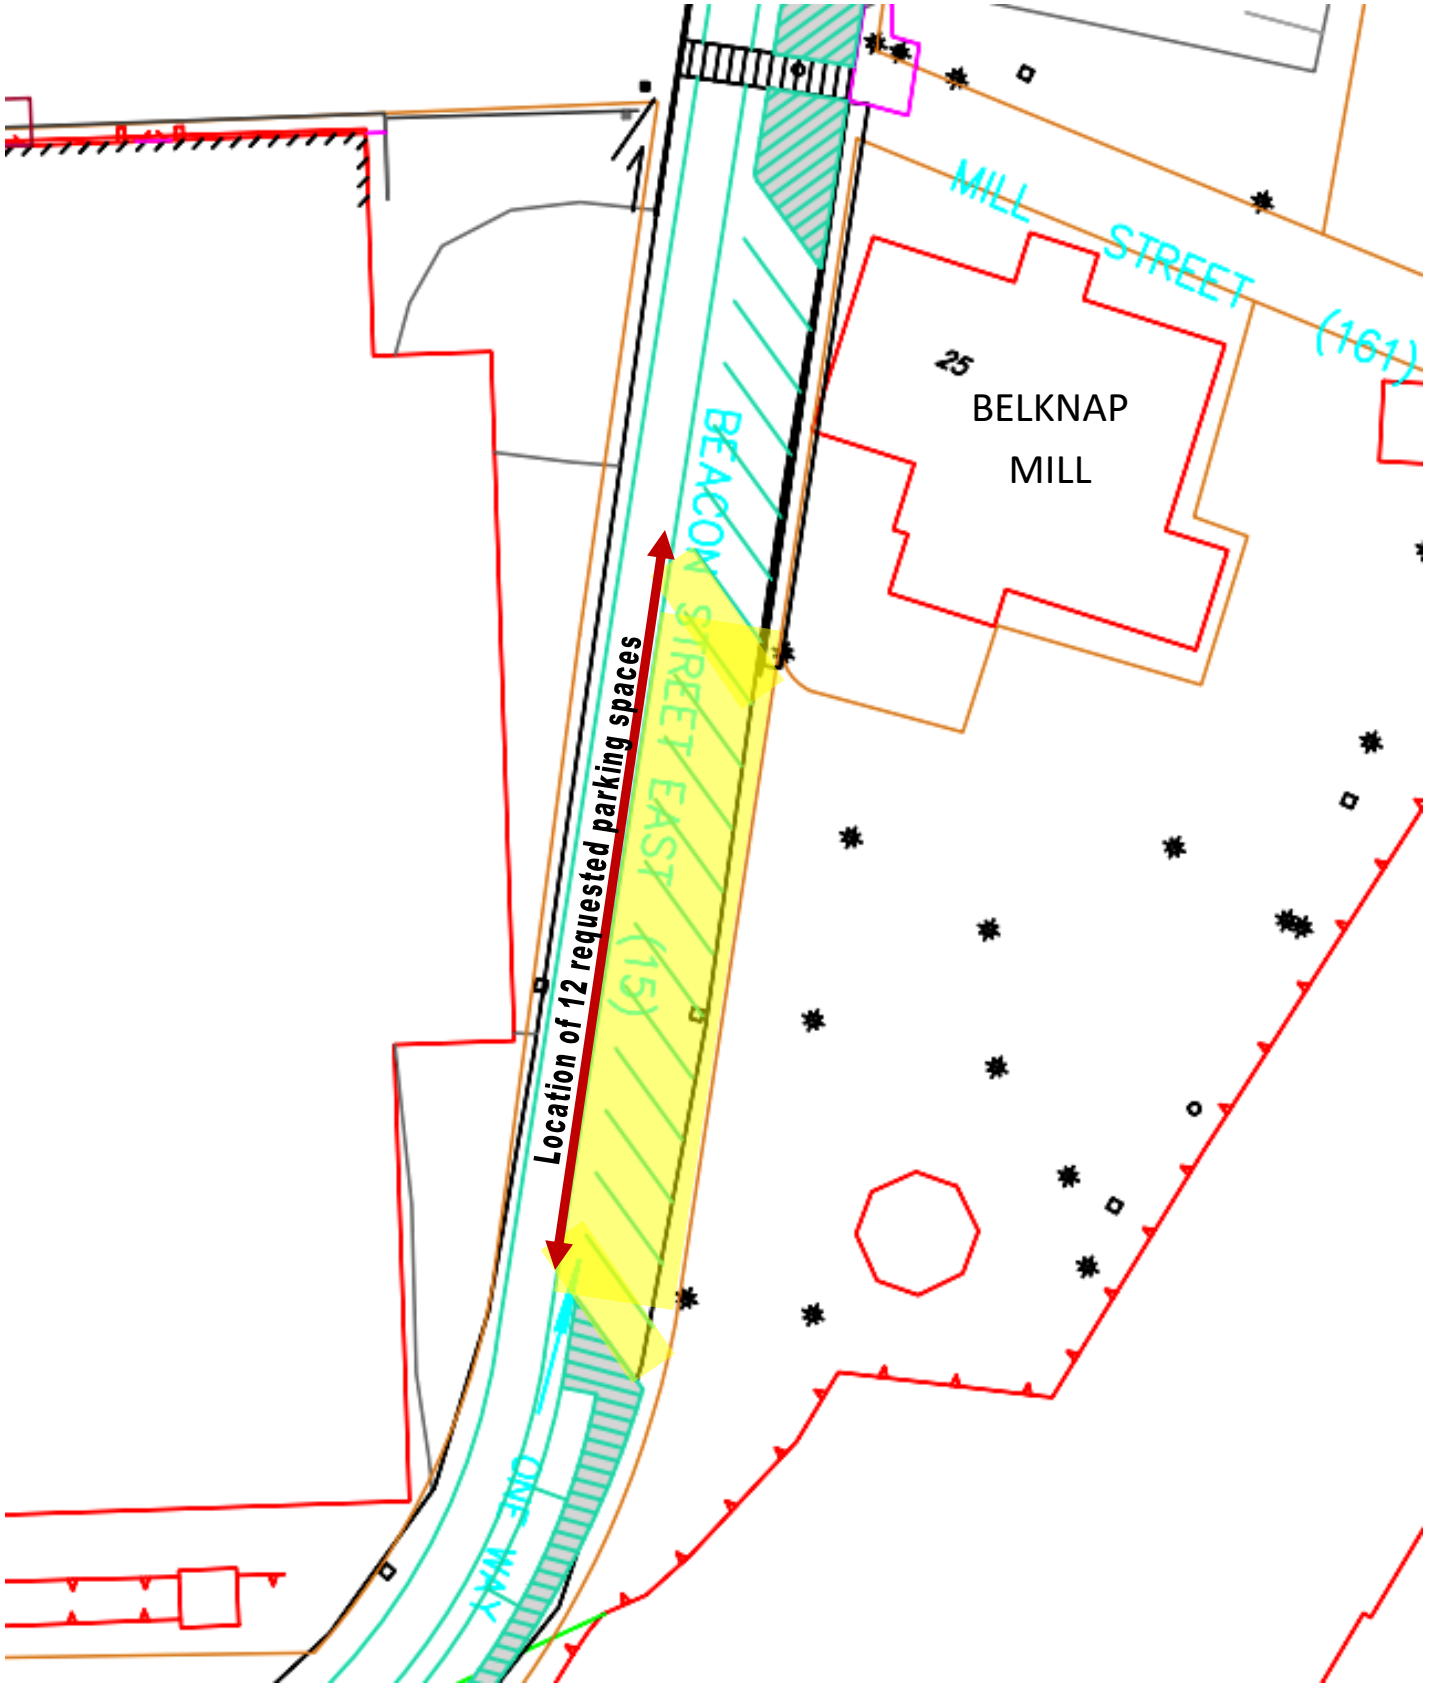 MILL STREET (161)
25
BELKNAP
MILL
BEACON STREET EAST (15)
Location of 12 requested parking spaces
ONE WAY